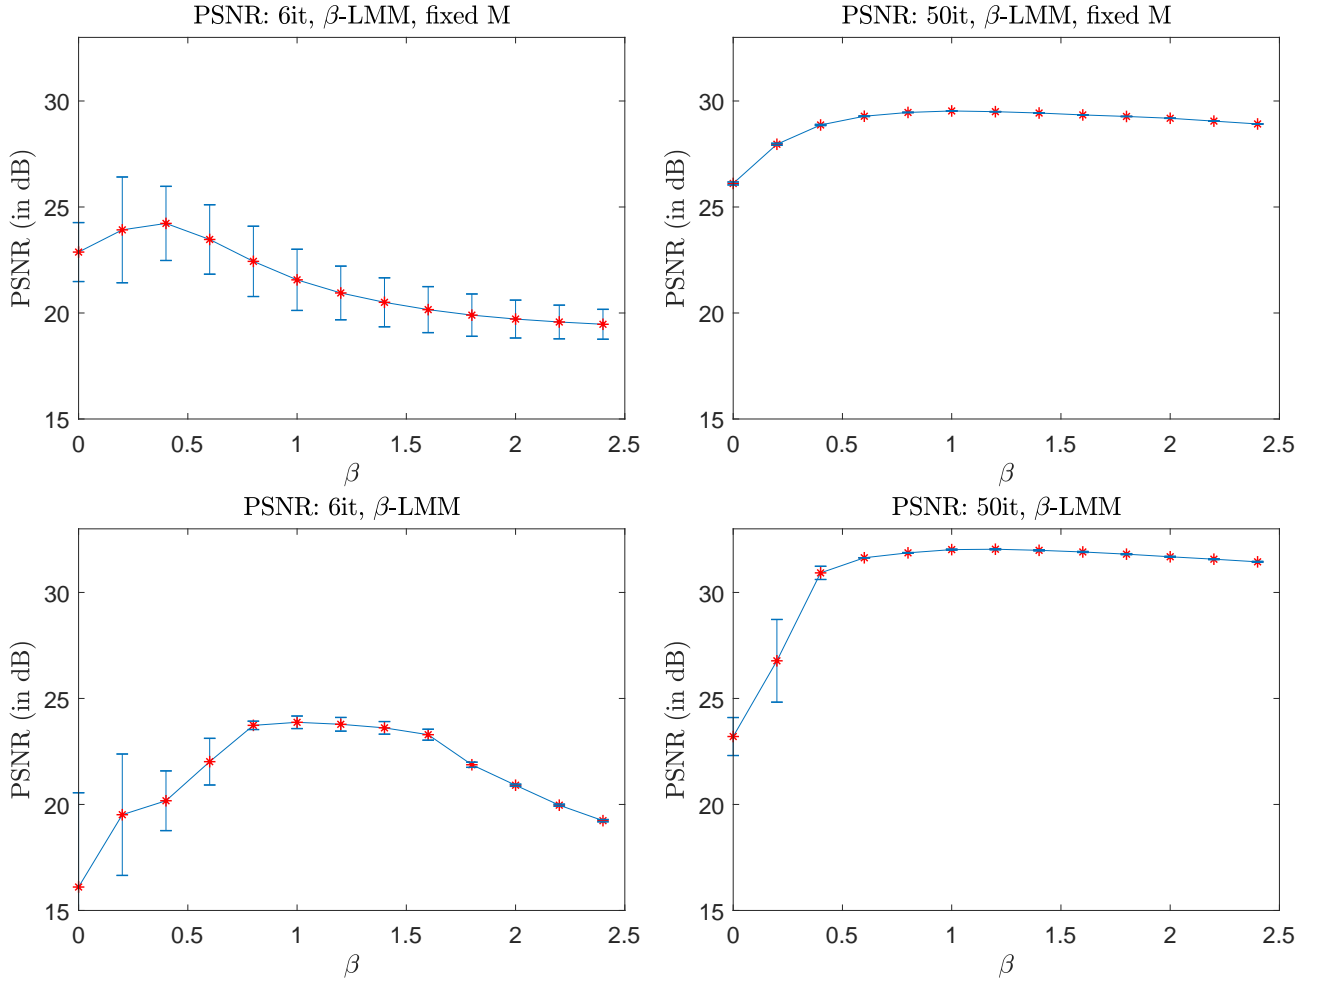 PSNR: 6it, β-LMM, fixed M
30
25
20
15
PSNR (in dB)
0 0.5 1 1.5 2 2.5
β
PSNR: 50it, β-LMM, fixed M
30
25
20
15
PSNR (in dB)
0 0.5 1 1.5 2 2.5
β
PSNR: 6it, β-LMM
30
25
20
15
PSNR (in dB)
0 0.5 1 1.5 2 2.5
β
PSNR: 50it, β-LMM
30
25
20
15
PSNR (in dB)
0 0.5 1 1.5 2 2.5
β